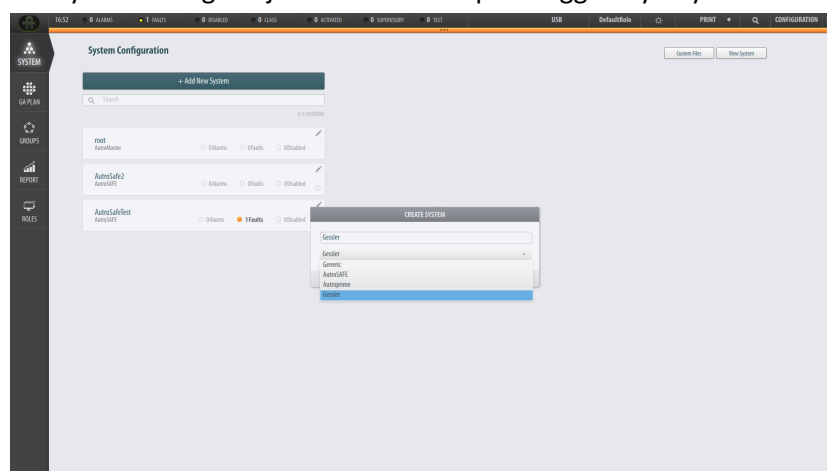 16:52 0 ALARMS 1 FAULTS 0 DISABLED 0 CLASS 0 ACTIVATED 0 SUPERVISORY 0 TEST USB DefaultRole PRINT CONFIGURATION
SYSTEM
GA PLAN
GROUPS
REPORT
ROLES
System Configuration
Custom Files View System
+ Add New System
Search
3/3 SYSTEMS
root
AutroMaster 0Alarms 0Faults 0Disabled
AutroSafe2
AutroSAFE 0Alarms 0Faults 0Disabled
AutroSafeTest
AutroSAFE 0Alarms 1Faults 0Disabled
CREATE SYSTEM
Gessler
Gessler
Generic
AutroSAFE
Autroprime
Gessler